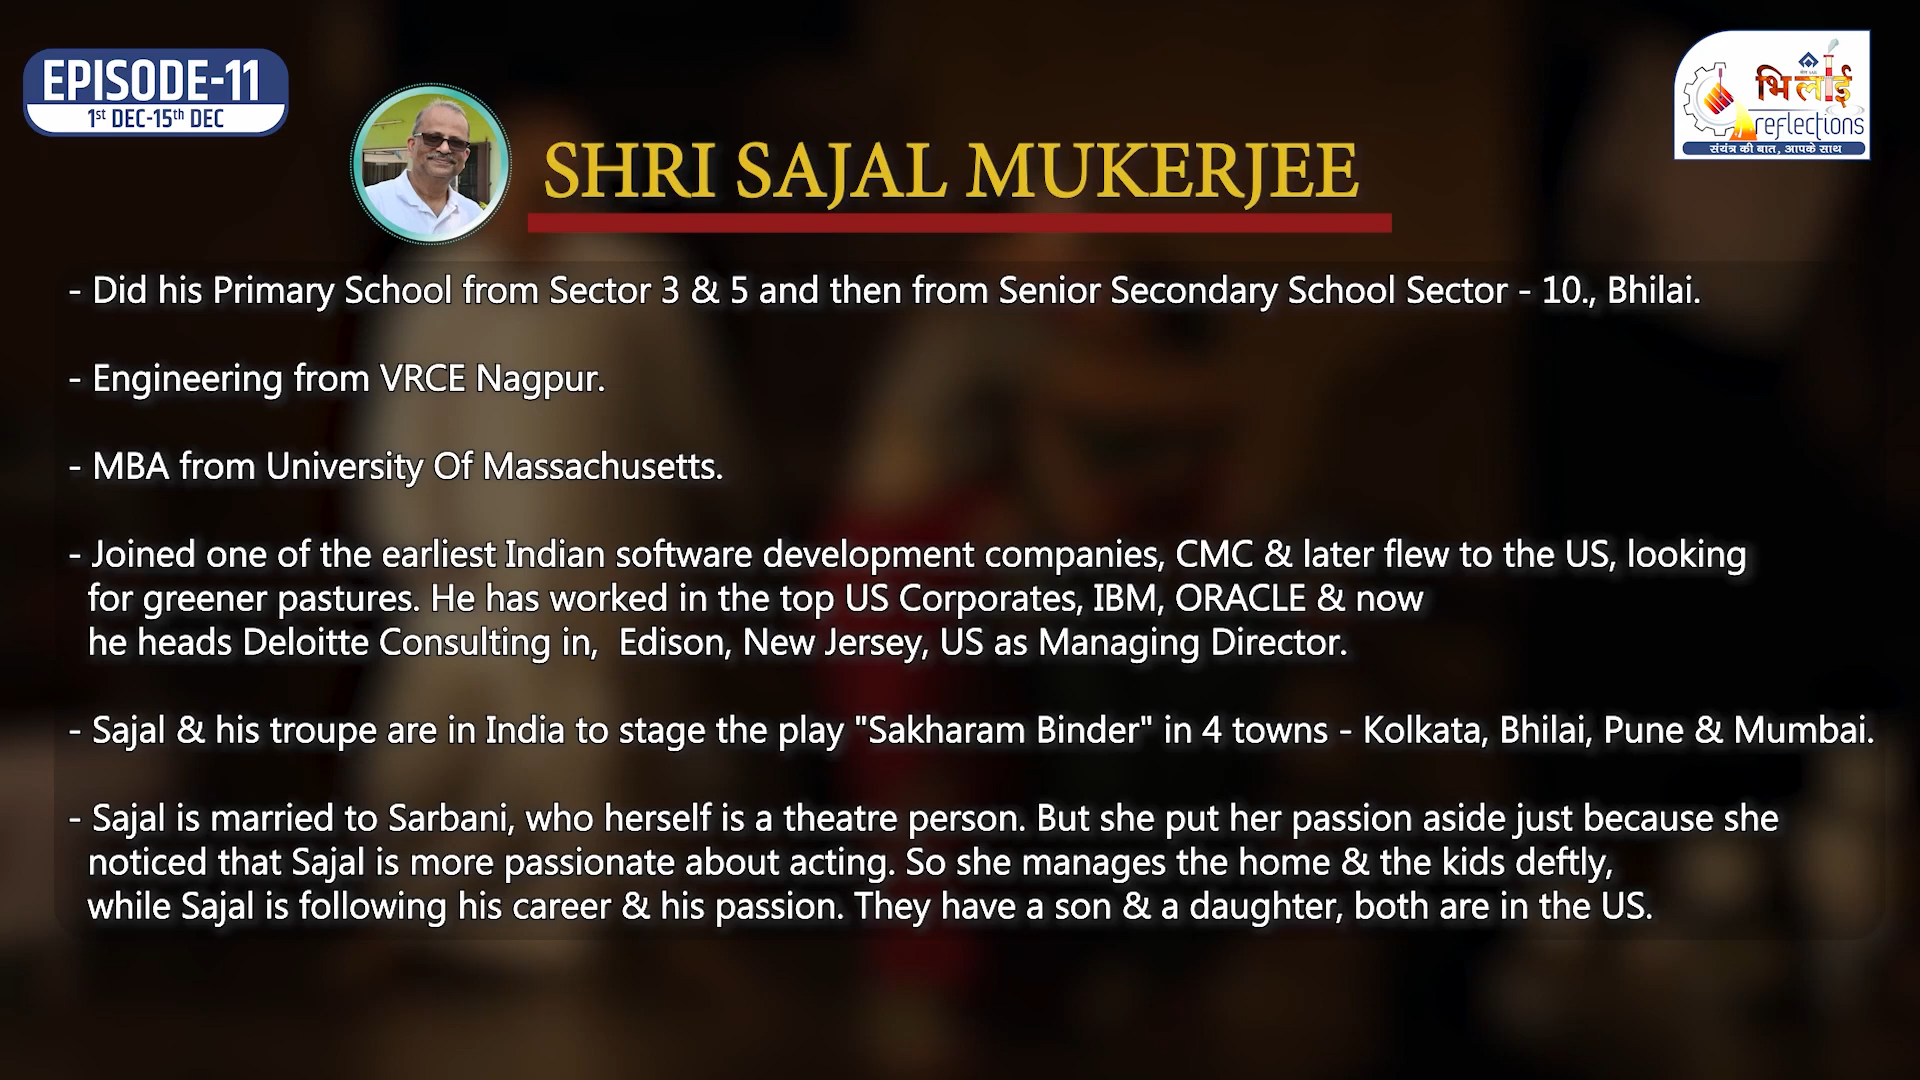 EPISODE-11
1st DEC-15th DEC
भिलाई
reflections
संयंत्र की बात, आपके साथ
SHRI SAJAL MUKERJEE
- Did his Primary School from Sector 3 & 5 and then from Senior Secondary School Sector - 10., Bhilai.
- Engineering from VRCE Nagpur.
- MBA from University Of Massachusetts.
- Joined one of the earliest Indian software development companies, CMC & later flew to the US, looking
for greener pastures. He has worked in the top US Corporates, IBM, ORACLE & now
he heads Deloitte Consulting in,  Edison, New Jersey, US as Managing Director.
- Sajal & his troupe are in India to stage the play "Sakharam Binder" in 4 towns - Kolkata, Bhilai, Pune & Mumbai.
- Sajal is married to Sarbani, who herself is a theatre person. But she put her passion aside just because she
noticed that Sajal is more passionate about acting. So she manages the home & the kids deftly,
while Sajal is following his career & his passion. They have a son & a daughter, both are in the US.